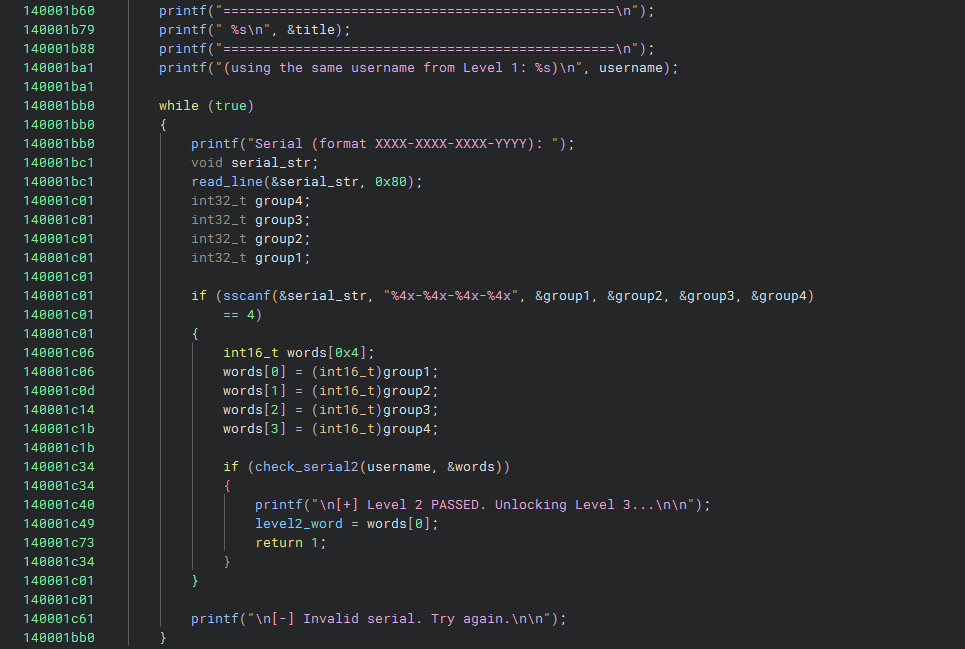 140001b60 printf("=================================================\n");
140001b79 printf(" %s\n", &title);
140001b88 printf("=================================================\n");
140001ba1 printf("(using the same username from Level 1: %s)\n", username);
140001ba1
140001bb0 while (true)
140001bb0 {
140001bb0 printf("Serial (format XXXX-XXXX-XXXX-YYYY): ");
140001bc1 void serial_str;
140001bc1 read_line(&serial_str, 0x80);
140001c01 int32_t group4;
140001c01 int32_t group3;
140001c01 int32_t group2;
140001c01 int32_t group1;
140001c01
140001c01 if (sscanf(&serial_str, "%4x-%4x-%4x-%4x", &group1, &group2, &group3, &group4)
140001c01 == 4)
140001c01 {
140001c06 int16_t words[0x4];
140001c06 words[0] = (int16_t)group1;
140001c0d words[1] = (int16_t)group2;
140001c14 words[2] = (int16_t)group3;
140001c1b words[3] = (int16_t)group4;
140001c1b
140001c34 if (check_serial2(username, &words))
140001c34 {
140001c40 printf("\n[+] Level 2 PASSED. Unlocking Level 3...\n\n");
140001c49 level2_word = words[0];
140001c73 return 1;
140001c34 }
140001c01 }
140001c01
140001c61 printf("\n[-] Invalid serial. Try again.\n\n");
140001bb0 }